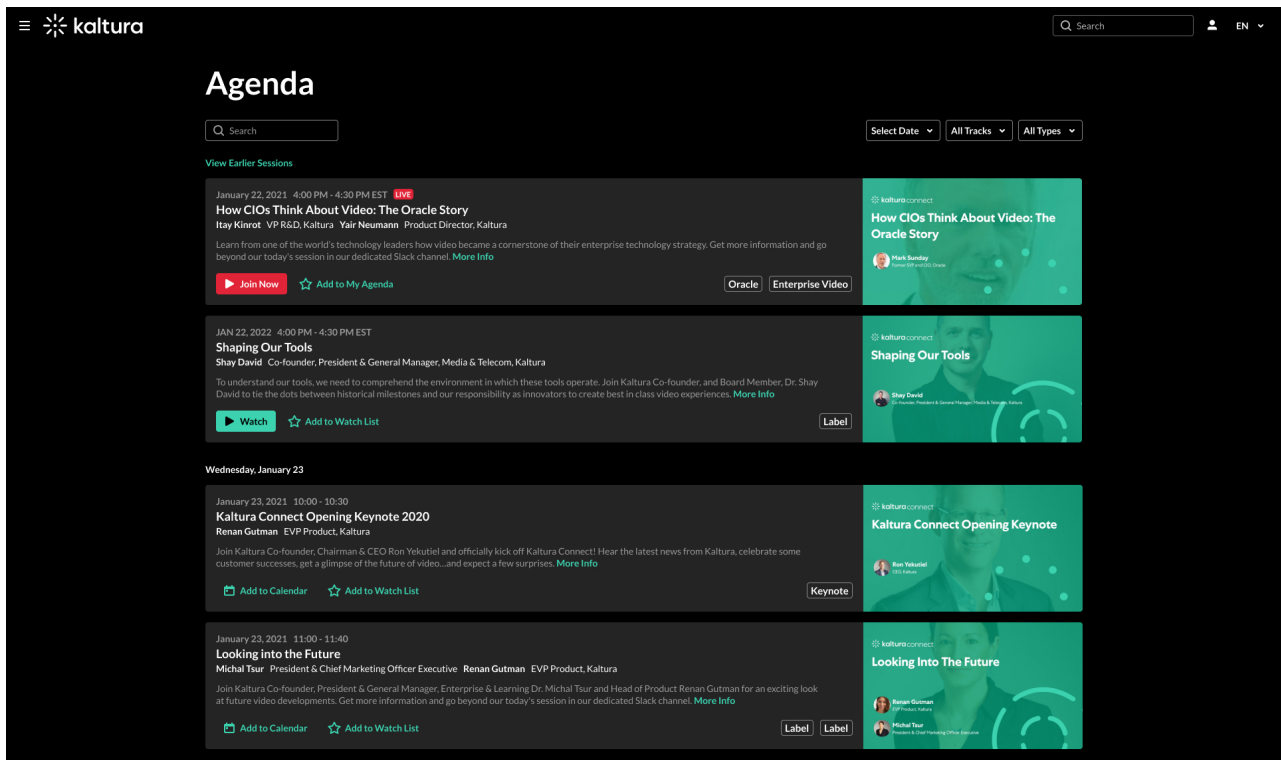 kaltura
Search
EN
Agenda
Search
Select Date
All Tracks
All Types
View Earlier Sessions
January 22, 2021 4:00 PM - 4:30 PM EST LIVE
How CIOs Think About Video: The Oracle Story
Itay Kinrot VP R&D, Kaltura Yair Neumann Product Director, Kaltura
Learn from one of the world's technology leaders how video became a cornerstone of their enterprise technology strategy. Get more information and go
beyond our today's session in our dedicated Slack channel. More Info
Join Now
Add to My Agenda
Oracle
Enterprise Video
kaltura connect
How CIOs Think About Video: The
Oracle Story
Mark Sunday
Former SVP and CIO, Oracle
JAN 22, 2022 4:00 PM - 4:30 PM EST
Shaping Our Tools
Shay David Co-founder, President & General Manager, Media & Telecom, Kaltura
To understand our tools, we need to comprehend the environment in which these tools operate. Join Kaltura Co-founder, and Board Member, Dr. Shay
David to tie the dots between historical milestones and our responsibility as innovators to create best in class video experiences. More Info
Watch
Add to Watch List
Label
kaltura connect
Shaping Our Tools
Shay David
Co-founder, President & General Manager, Media & Telecom, Kaltura
Wednesday, January 23
January 23, 2021 10:00 - 10:30
Kaltura Connect Opening Keynote 2020
Renan Gutman EVP Product, Kaltura
Join Kaltura Co-founder, Chairman & CEO Ron Yekutiel and officially kick off Kaltura Connect! Hear the latest news from Kaltura, celebrate some
customer successes, get a glimpse of the future of video...and expect a few surprises. More Info
Add to Calendar
Add to Watch List
Keynote
kaltura connect
Kaltura Connect Opening Keynote
Ron Yekutiel
CEO, Kaltura
January 23, 2021 11:00 - 11:40
Looking into the Future
Michal Tsur President & Chief Marketing Officer Executive Renan Gutman EVP Product, Kaltura
Join Kaltura Co-founder, President & General Manager, Enterprise & Learning Dr. Michal Tsur and Head of Product Renan Gutman for an exciting look
at future video developments. Get more information and go beyond our today's session in our dedicated Slack channel. More Info
Add to Calendar
Add to Watch List
Label
Label
kaltura connect
Looking Into The Future
Renan Gutman
EVP Product, Kaltura
Michal Tsur
President & Chief Marketing Officer Executive